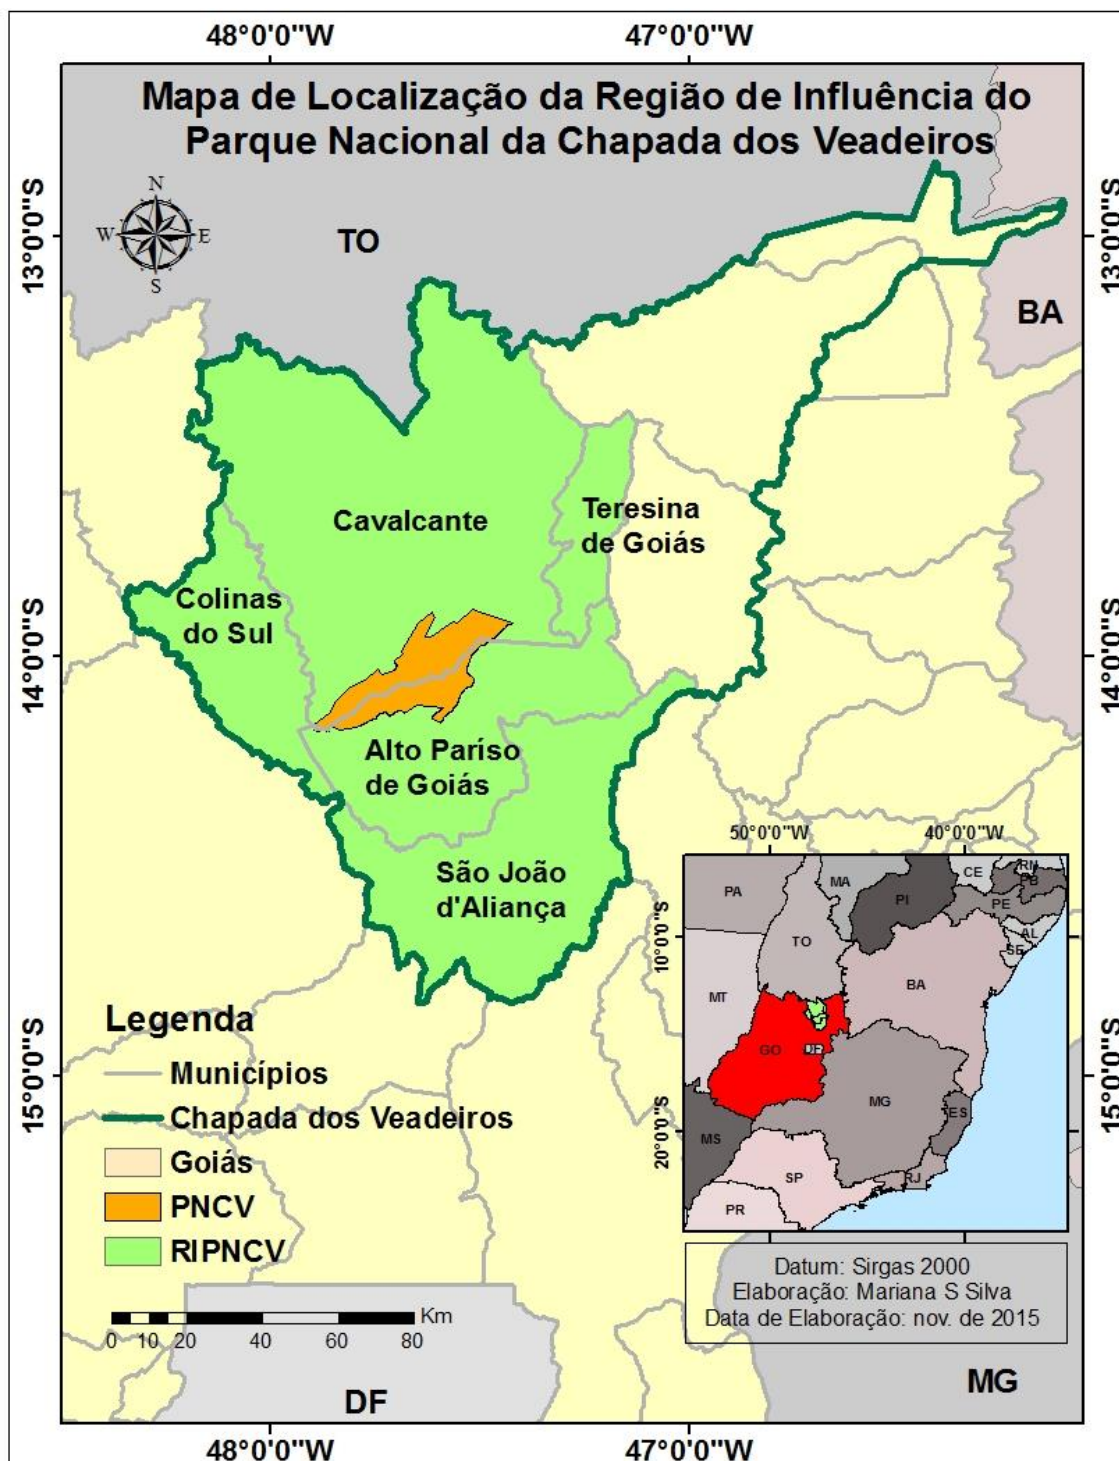 48°0'0"W 47°0'0"W
Mapa de Localização da Região de Influência do
Parque Nacional da Chapada dos Veadeiros
N
W E
S
13°0'0"S
13°0'0"S
TO
BA
Cavalcante
Teresina
de Goiás
Colinas
do Sul
14°0'0"S
14°0'0"S
Alto Paríso
de Goiás
São João
d'Aliança
50°0'0"W 40°0'0"W
PA
MA
CE
RN
PB
PI
PE
AL
SE
TO
10°0'0"S
MT
BA
GO
DF
MG
ES
MS
20°0'0"S
SP
RJ
PR
Legenda
Municípios
Chapada dos Veadeiros
Goiás
PNCV
RIPNCV
15°0'0"S
15°0'0"S
Km
0 10 20 40 60 80
Datum: Sirgas 2000
Elaboração: Mariana S Silva
Data de Elaboração: nov. de 2015
DF
MG
48°0'0"W 47°0'0"W